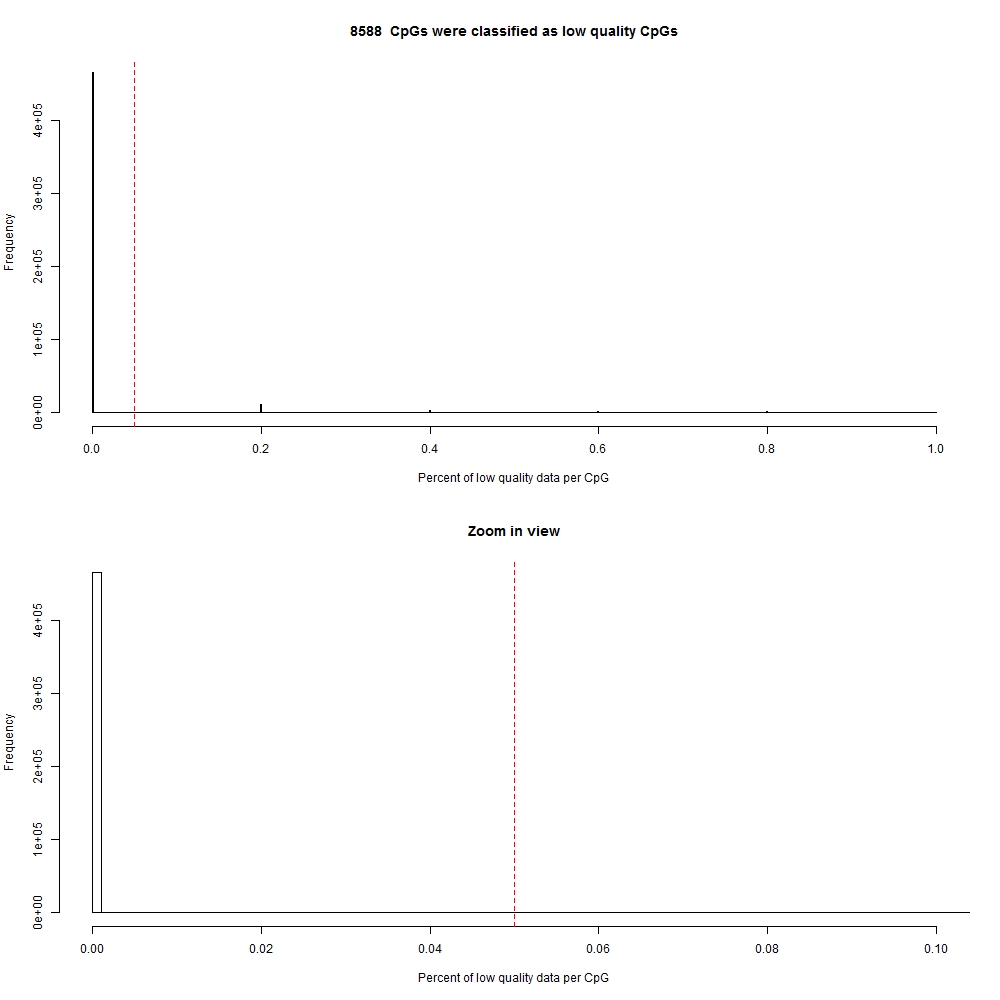 8588  CpGs were classified as low quality CpGs
4e+05
3e+05
2e+05
1e+05
0e+00
Frequency
0.0 0.2 0.4 0.6 0.8 1.0
Percent of low quality data per CpG
Zoom in view
4e+05
3e+05
2e+05
1e+05
0e+00
Frequency
0.00 0.02 0.04 0.06 0.08 0.10
Percent of low quality data per CpG